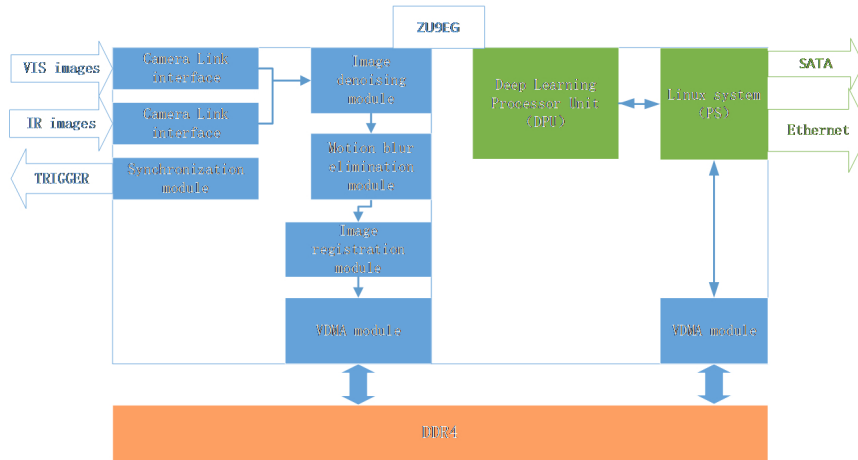 ZU9EG
VIS images
Camera Link
interface
Image
denoising
module
Deep Learning
Processor Unit
(DPU)
Linux system
(PS)
SATA
IR images
Camera Link
interface
Ethernet
TRIGGER
Synchronization
module
Motion blur
elimination
module
Image
registration
module
VDMA module
VDMA module
DDR4